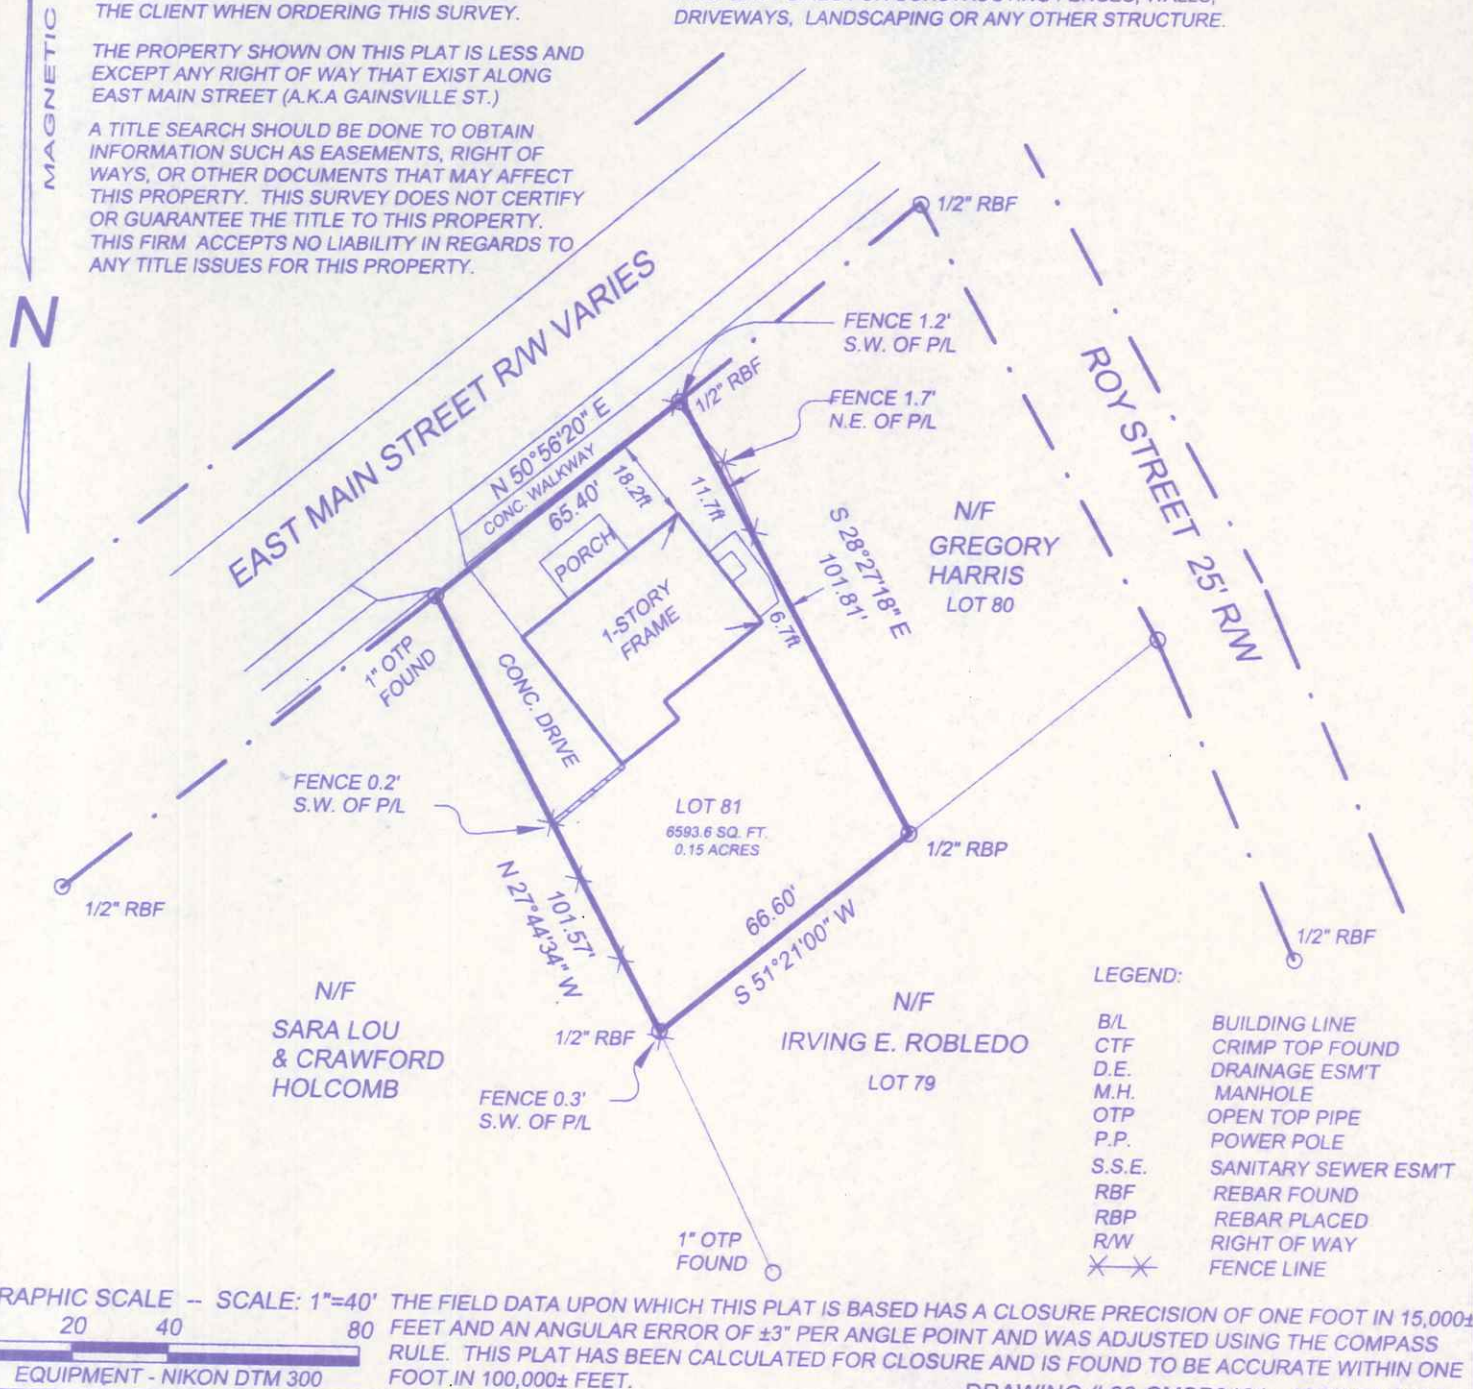 THE CLIENT WHEN ORDERING THIS SURVEY.
DRIVEWAYS, LANDSCAPING OR ANY OTHER STRUCTURE.
MAGNETIC
N
THE PROPERTY SHOWN ON THIS PLAT IS LESS AND
EXCEPT ANY RIGHT OF WAY THAT EXIST ALONG
EAST MAIN STREET (A.K.A GAINSVILLE ST.)
A TITLE SEARCH SHOULD BE DONE TO OBTAIN
INFORMATION SUCH AS EASEMENTS, RIGHT OF
WAYS, OR OTHER DOCUMENTS THAT MAY AFFECT
THIS PROPERTY. THIS SURVEY DOES NOT CERTIFY
OR GUARANTEE THE TITLE TO THIS PROPERTY.
THIS FIRM ACCEPTS NO LIABILITY IN REGARDS TO
ANY TITLE ISSUES FOR THIS PROPERTY.
1/2" RBF
EAST MAIN STREET R/W VARIES
FENCE 1.2'
S.W. OF P/L
1/2" RBF
FENCE 1.7'
N.E. OF P/L
ROY STREET 25' R/W
N 50°56'20" E
CONC. WALKWAY
65.40'
18.2ft
11.7ft
PORCH
S 28°27'18" E
101.81'
N/F
GREGORY
HARRIS
LOT 80
1-STORY
FRAME
6.7ft
1" OTP
FOUND
CONC. DRIVE
FENCE 0.2'
S.W. OF P/L
LOT 81
6593.6 SQ. FT.
0.15 ACRES
1/2" RBP
1/2" RBF
N 27°44'34" W
101.57'
66.60'
S 51°21'00" W
1/2" RBF
N/F
SARA LOU
& CRAWFORD
HOLCOMB
1/2" RBF
N/F
IRVING E. ROBLEDO
LOT 79
FENCE 0.3'
S.W. OF P/L
1" OTP
FOUND
LEGEND:
B/L BUILDING LINE
CTF CRIMP TOP FOUND
D.E. DRAINAGE ESM'T
M.H. MANHOLE
OTP OPEN TOP PIPE
P.P. POWER POLE
S.S.E. SANITARY SEWER ESM'T
RBF REBAR FOUND
RBP REBAR PLACED
R/W RIGHT OF WAY
FENCE LINE
RAPHIC SCALE -- SCALE: 1"=40'
20 40 80
EQUIPMENT - NIKON DTM 300
THE FIELD DATA UPON WHICH THIS PLAT IS BASED HAS A CLOSURE PRECISION OF ONE FOOT IN 15,000±
FEET AND AN ANGULAR ERROR OF ±3" PER ANGLE POINT AND WAS ADJUSTED USING THE COMPASS
RULE. THIS PLAT HAS BEEN CALCULATED FOR CLOSURE AND IS FOUND TO BE ACCURATE WITHIN ONE
FOOT IN 100,000± FEET.